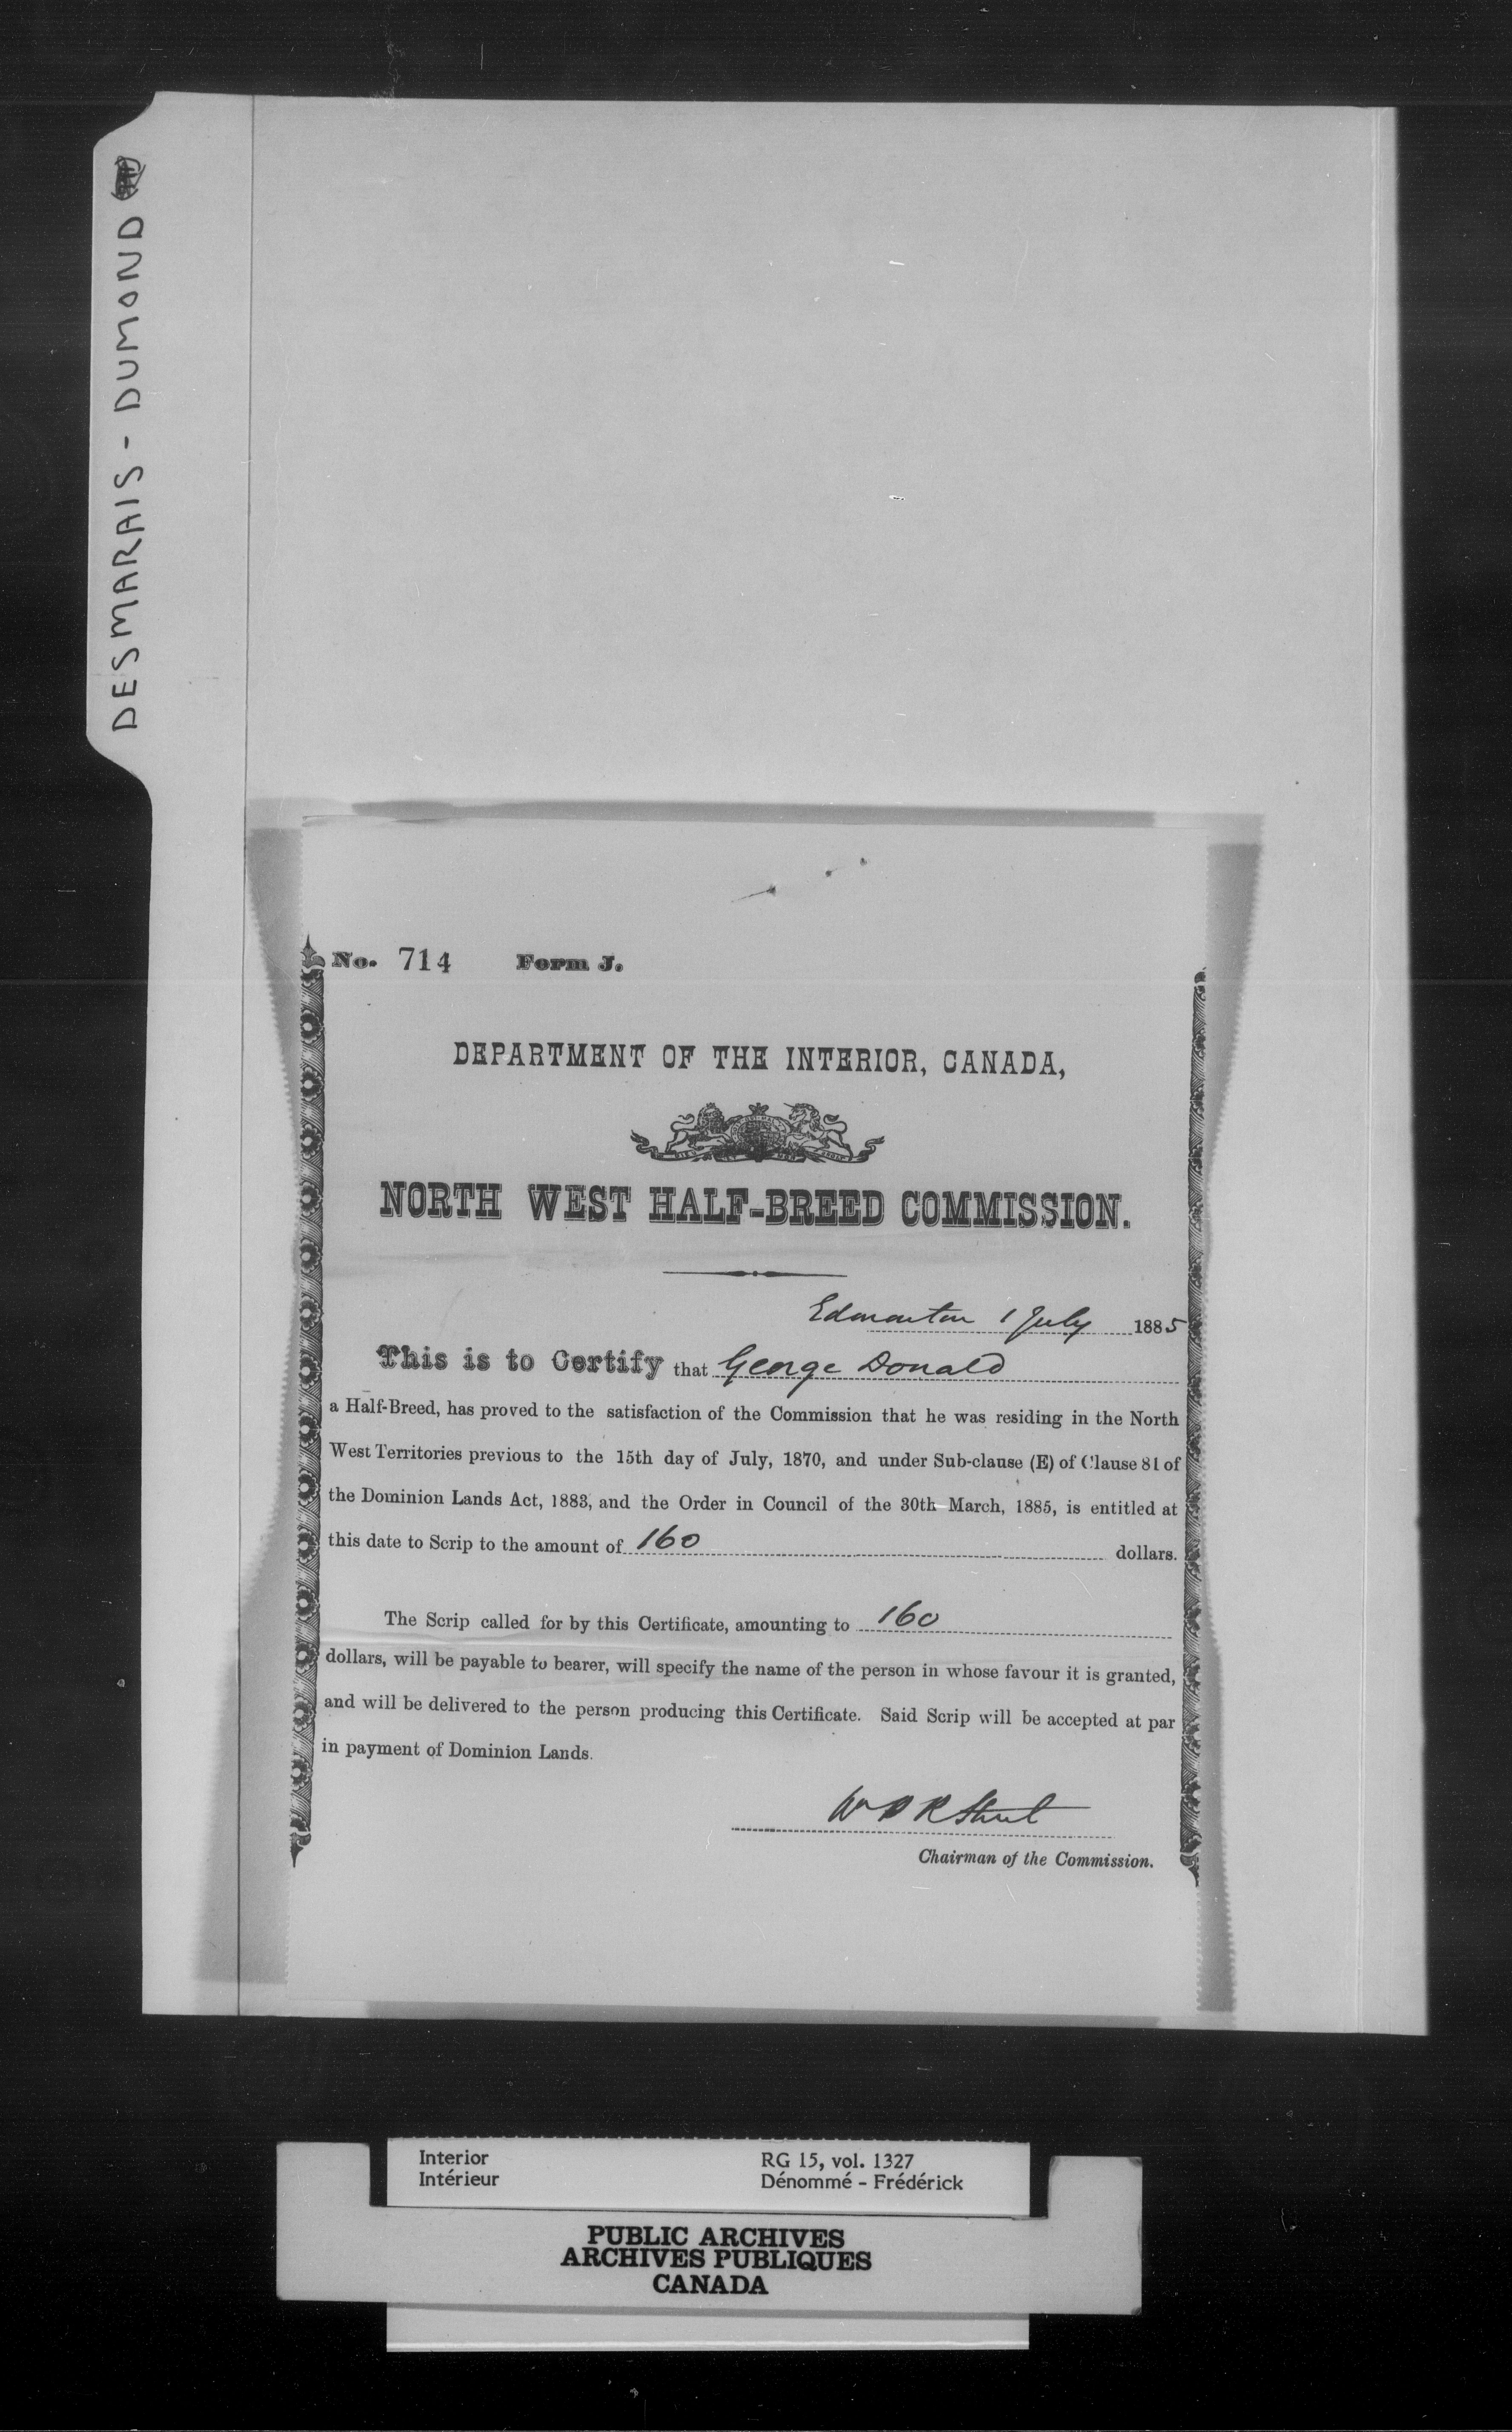 DESMARAIS - DUMOND
No. 714 Form J.
DEPARTMENT OF THE INTERIOR, CANADA,
NORTH WEST HALF-BREED COMMISSION.
Edmonton 1 July 1885
This is to Certify that George Donald
a Half-Breed, has proved to the satisfaction of the Commission that he was residing in the North
West Territories previous to the 15th day of July, 1870, and under Sub-clause (E) of Clause 81 of
the Dominion Lands Act, 1883, and the Order in Council of the 30th March, 1885, is entitled at
this date to Scrip to the amount of 160 dollars.
The Scrip called for by this Certificate, amounting to 160
dollars, will be payable to bearer, will specify the name of the person in whose favour it is granted,
and will be delivered to the person producing this Certificate. Said Scrip will be accepted at par
in payment of Dominion Lands.
Wm P R Street
Chairman of the Commission.
Interior RG 15, vol. 1327
Intérieur Dénommé - Frédérick
PUBLIC ARCHIVES
ARCHIVES PUBLIQUES
CANADA